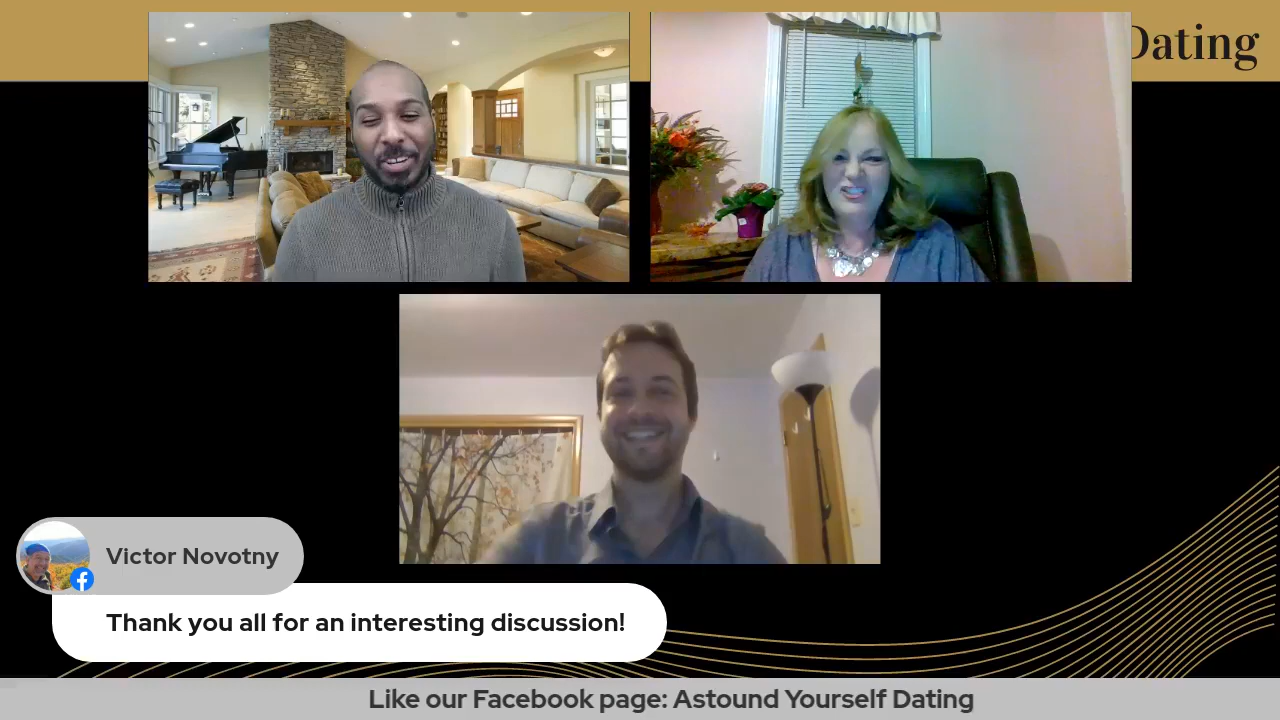 Dating
Victor Novotny
Thank you all for an interesting discussion!
Like our Facebook page: Astound Yourself Dating